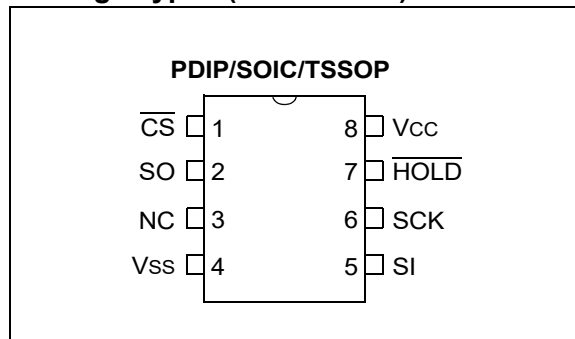 PDIP/SOIC/TSSOP
CS 1 8 Vcc
SO 2 7 HOLD
NC 3 6 SCK
Vss 4 5 SI